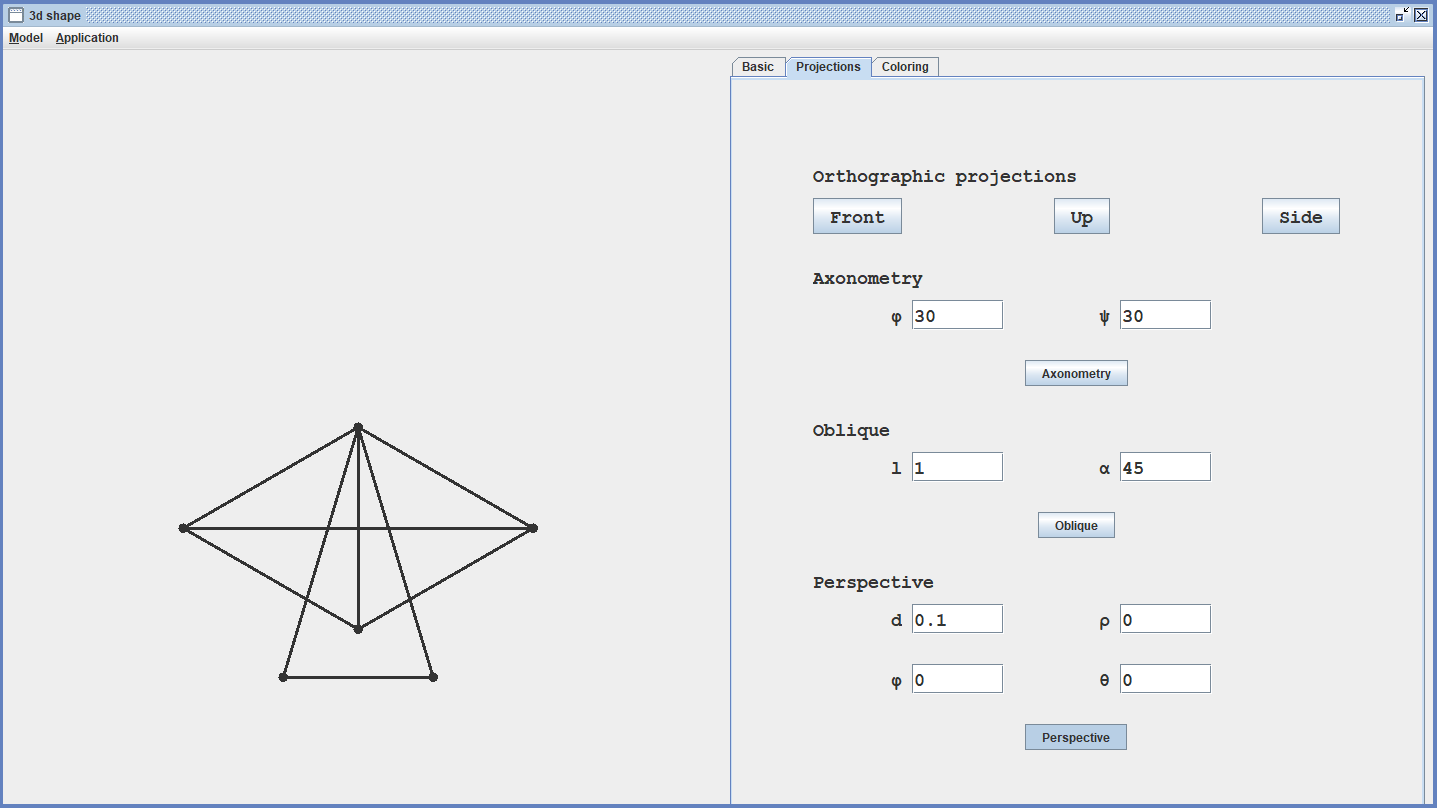 3d shape
Model Application
Basic Projections Coloring
Orthographic projections
Front Up Side
Axonometry
φ 30 ψ 30
Axonometry
Oblique
l 1 α 45
Oblique
Perspective
d 0.1 ρ 0
φ 0 θ 0
Perspective